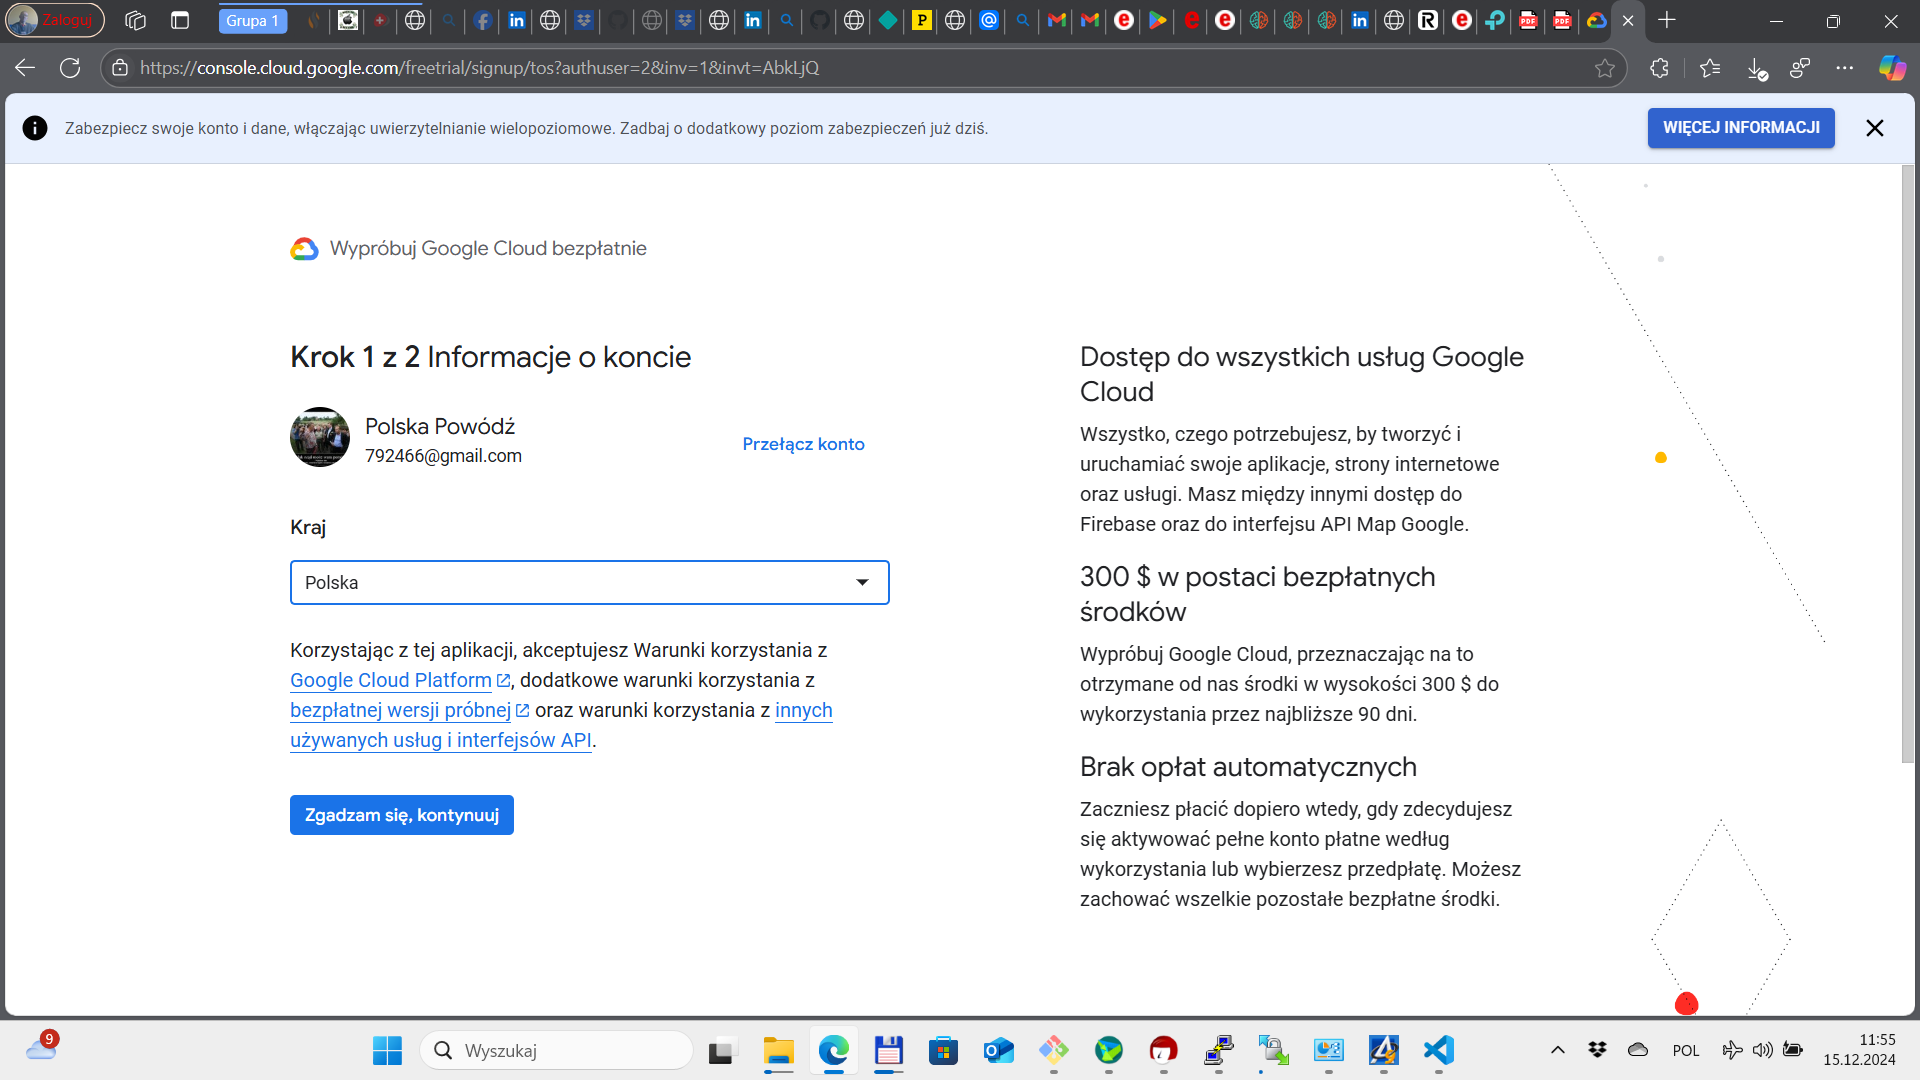 Zaloguj
Grupa 1
https://console.cloud.google.com/freetrial/signup/tos?authuser=2&inv=1&invt=AbkLjQ
Zabezpiecz swoje konto i dane, włączając uwierzytelnianie wielopoziomowe. Zadbaj o dodatkowy poziom zabezpieczeń już dziś.
WIĘCEJ INFORMACJI
Wypróbuj Google Cloud bezpłatnie
Krok 1 z 2 Informacje o koncie
Polska Powódź
792466@gmail.com
Przełącz konto
Kraj
Polska
Korzystając z tej aplikacji, akceptujesz Warunki korzystania z
Google Cloud Platform, dodatkowe warunki korzystania z
bezpłatnej wersji próbnej oraz warunki korzystania z innych
używanych usług i interfejsów API.
Zgadzam się, kontynuuj
Dostęp do wszystkich usług Google
Cloud
Wszystko, czego potrzebujesz, by tworzyć i
uruchamiać swoje aplikacje, strony internetowe
oraz usługi. Masz między innymi dostęp do
Firebase oraz do interfejsu API Map Google.
300 $ w postaci bezpłatnych
środków
Wypróbuj Google Cloud, przeznaczając na to
otrzymane od nas środki w wysokości 300 $ do
wykorzystania przez najbliższe 90 dni.
Brak opłat automatycznych
Zaczniesz płacić dopiero wtedy, gdy zdecydujesz
się aktywować pełne konto płatne według
wykorzystania lub wybierzesz przedpłatę. Możesz
zachować wszelkie pozostałe bezpłatne środki.
9
Wyszukaj
POL
11:55
15.12.2024